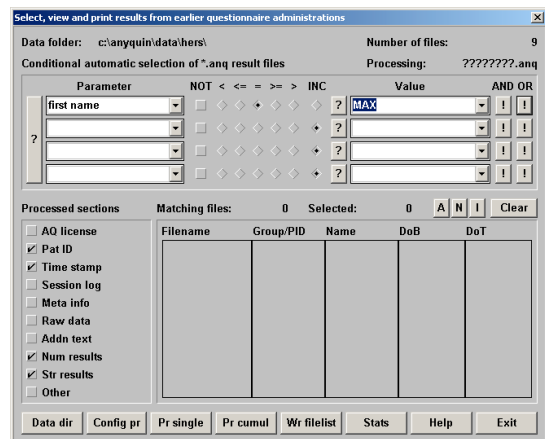 Select, view and print results from earlier questionnaire administrations
Data folder: c:\anyquin\data\hers\ Number of files: 9
Conditional automatic selection of *.anq result files Processing: ????????.anq
Parameter NOT < <= = >= > INC Value AND OR
first name ? MAX ! !
? ! !
? ! !
? ! !
?
Processed sections Matching files: 0 Selected: 0 A N I Clear
AQ license Filename Group/PID Name DoB DoT
Pat ID
Time stamp
Session log
Meta info
Raw data
Addn text
Num results
Str results
Other
Data dir Config pr Pr single Pr cumul Wr filelist Stats Help Exit